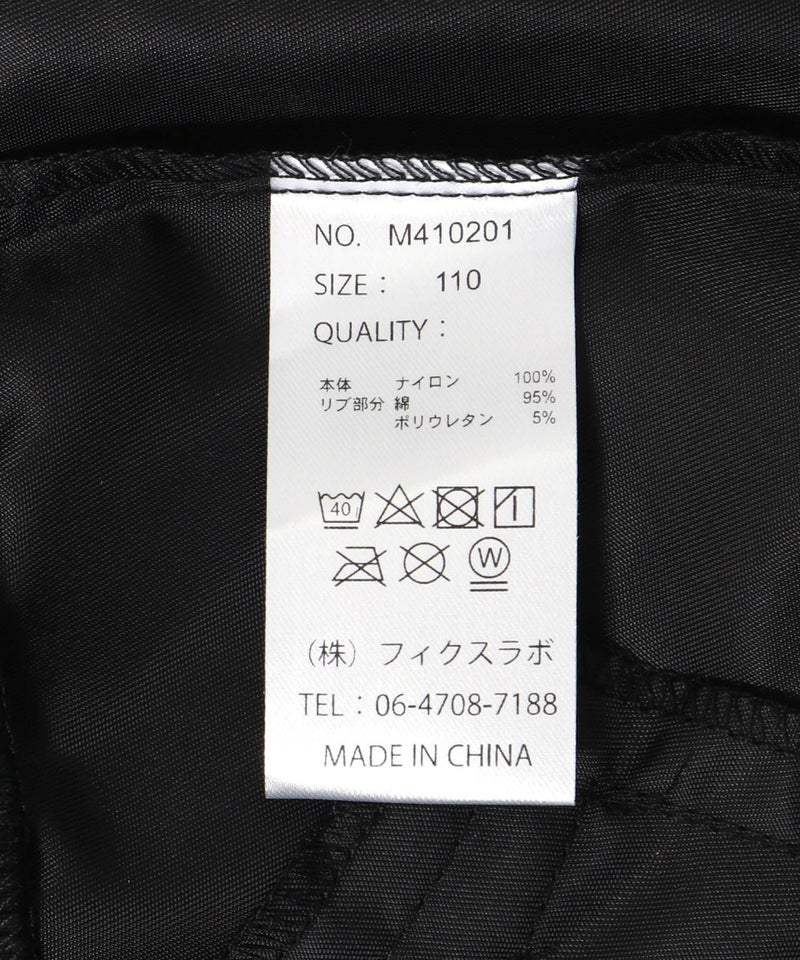 NO. M410201
SIZE : 110
QUALITY :
本体 ナイロン 100%
リブ部分 綿 95%
ポリウレタン 5%
40
W
(株) フィクスラボ
TEL : 06-4708-7188
MADE IN CHINA